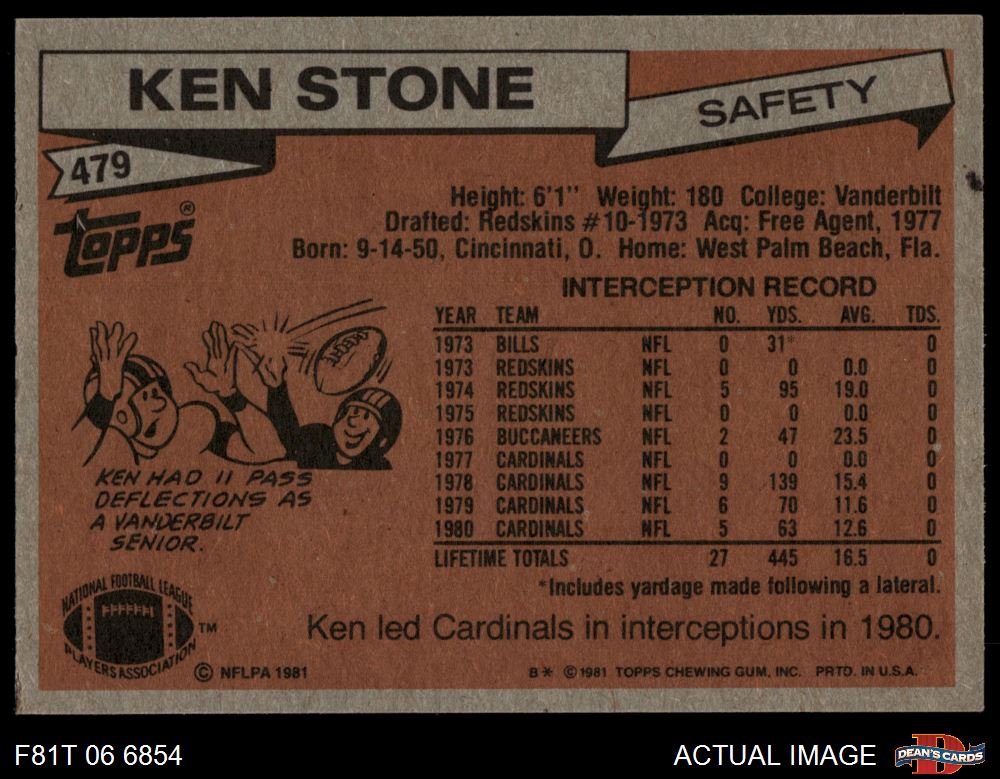 KEN STONE
SAFETY
479
Topps®
Height: 6'1" Weight: 180 College: Vanderbilt
Drafted: Redskins #10-1973 Acq: Free Agent, 1977
Born: 9-14-50, Cincinnati, O. Home: West Palm Beach, Fla.
INTERCEPTION RECORD
YEAR TEAM NO. YDS. AVG. TDS.
1973 BILLS NFL 0 31* 0
1973 REDSKINS NFL 0 0 0.0 0
1974 REDSKINS NFL 5 95 19.0 0
1975 REDSKINS NFL 0 0 0.0 0
1976 BUCCANEERS NFL 2 47 23.5 0
1977 CARDINALS NFL 0 0 0.0 0
1978 CARDINALS NFL 9 139 15.4 0
1979 CARDINALS NFL 6 70 11.6 0
1980 CARDINALS NFL 5 63 12.6 0
LIFETIME TOTALS 27 445 16.5 0
*Includes yardage made following a lateral.
KEN HAD 11 PASS
DEFLECTIONS AS
A VANDERBILT
SENIOR.
Ken led Cardinals in interceptions in 1980.
NATIONAL FOOTBALL LEAGUE
PLAYERS ASSOCIATION
TM
© NFLPA 1981
B* © 1981 TOPPS CHEWING GUM, INC. PRTD. IN U.S.A.
F81T 06 6854
ACTUAL IMAGE
D
DEAN'S CARDS